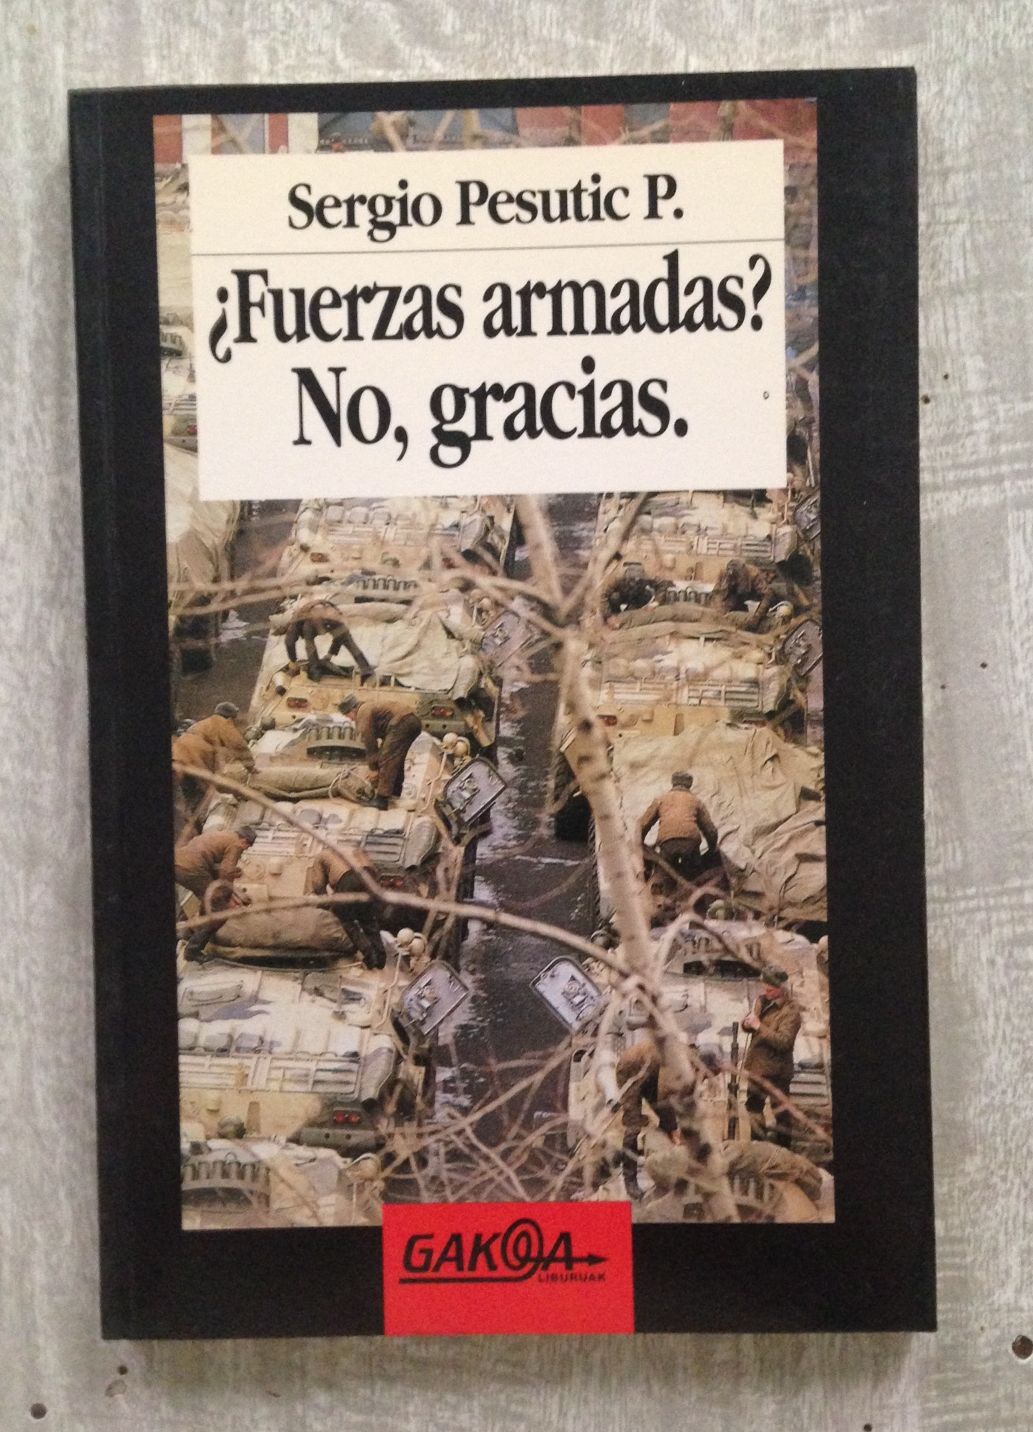 Sergio Pesutic P.
¿Fuerzas armadas?
No, gracias.
GAKOA
LIBURUAK